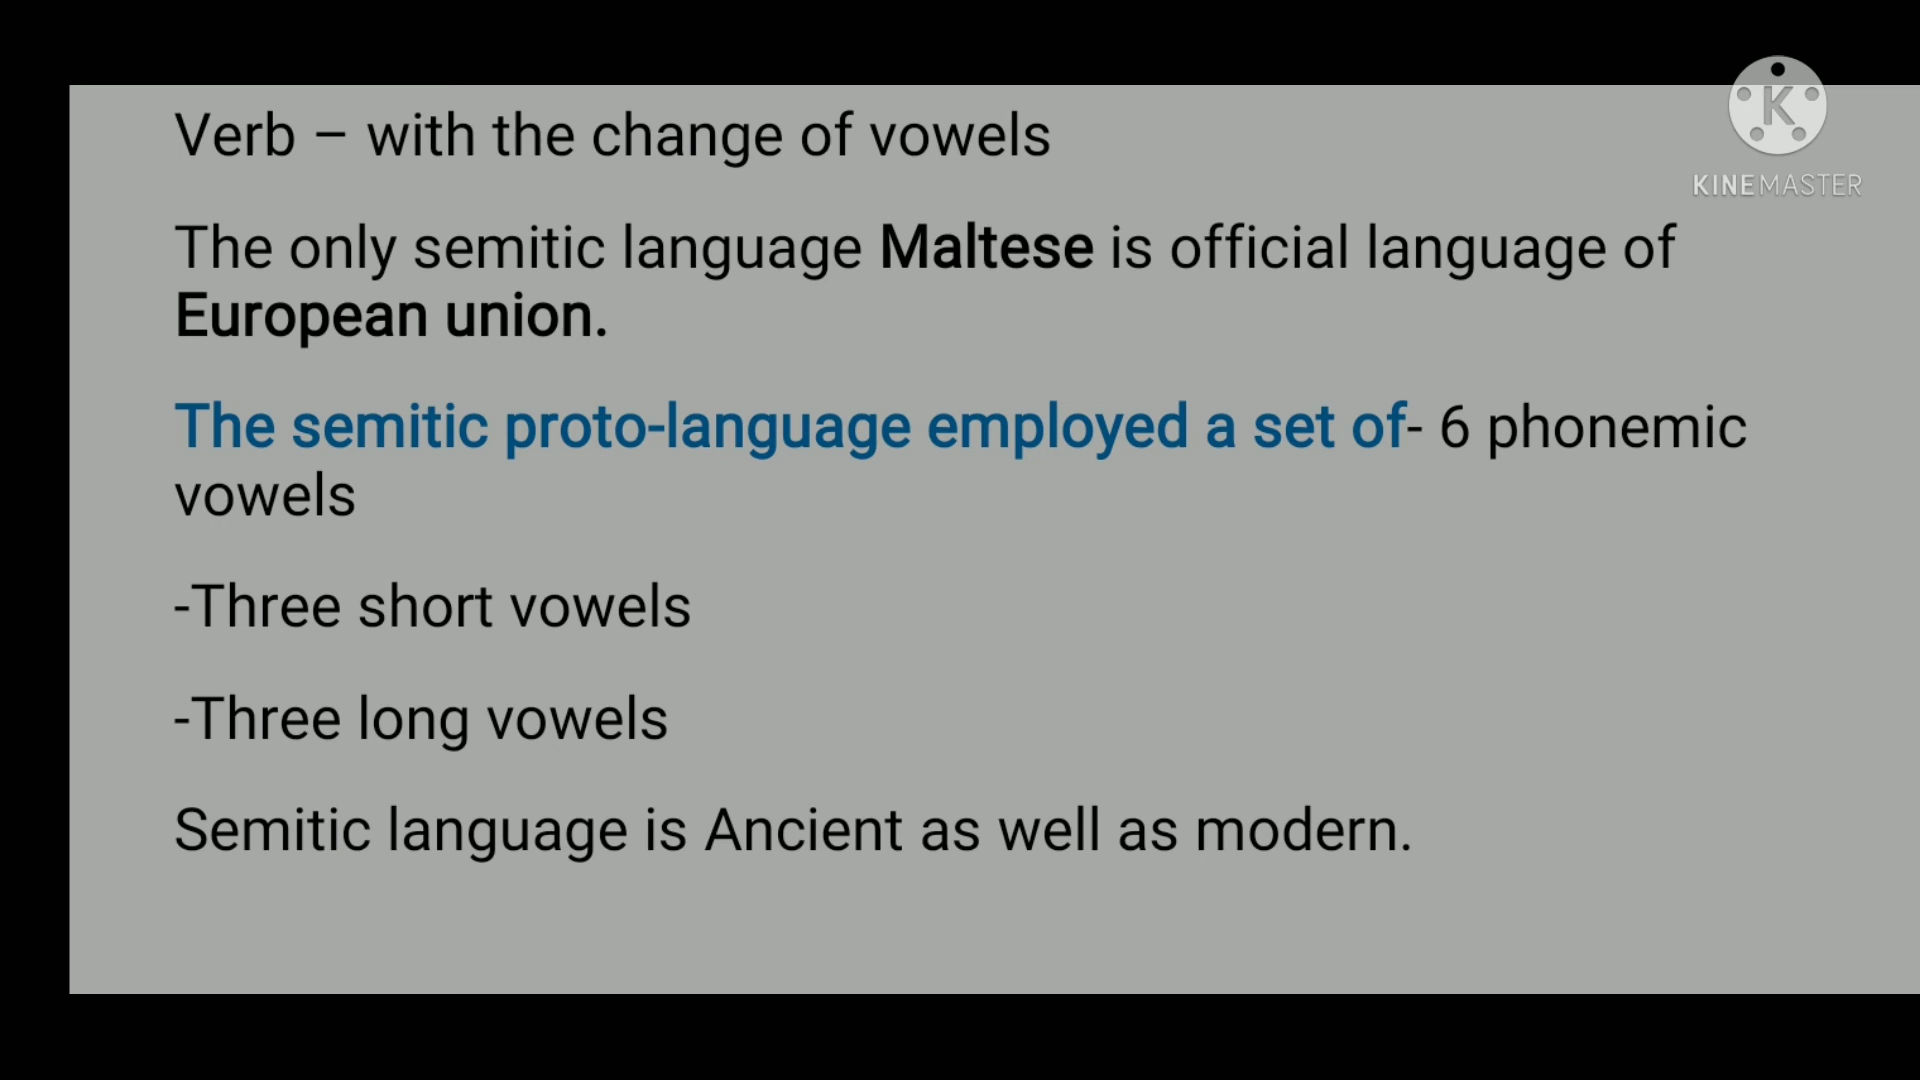 Verb – with the change of vowels
KINEMASTER
The only semitic language Maltese is official language of
European union.
The semitic proto-language employed a set of- 6 phonemic
vowels
-Three short vowels
-Three long vowels
Semitic language is Ancient as well as modern.